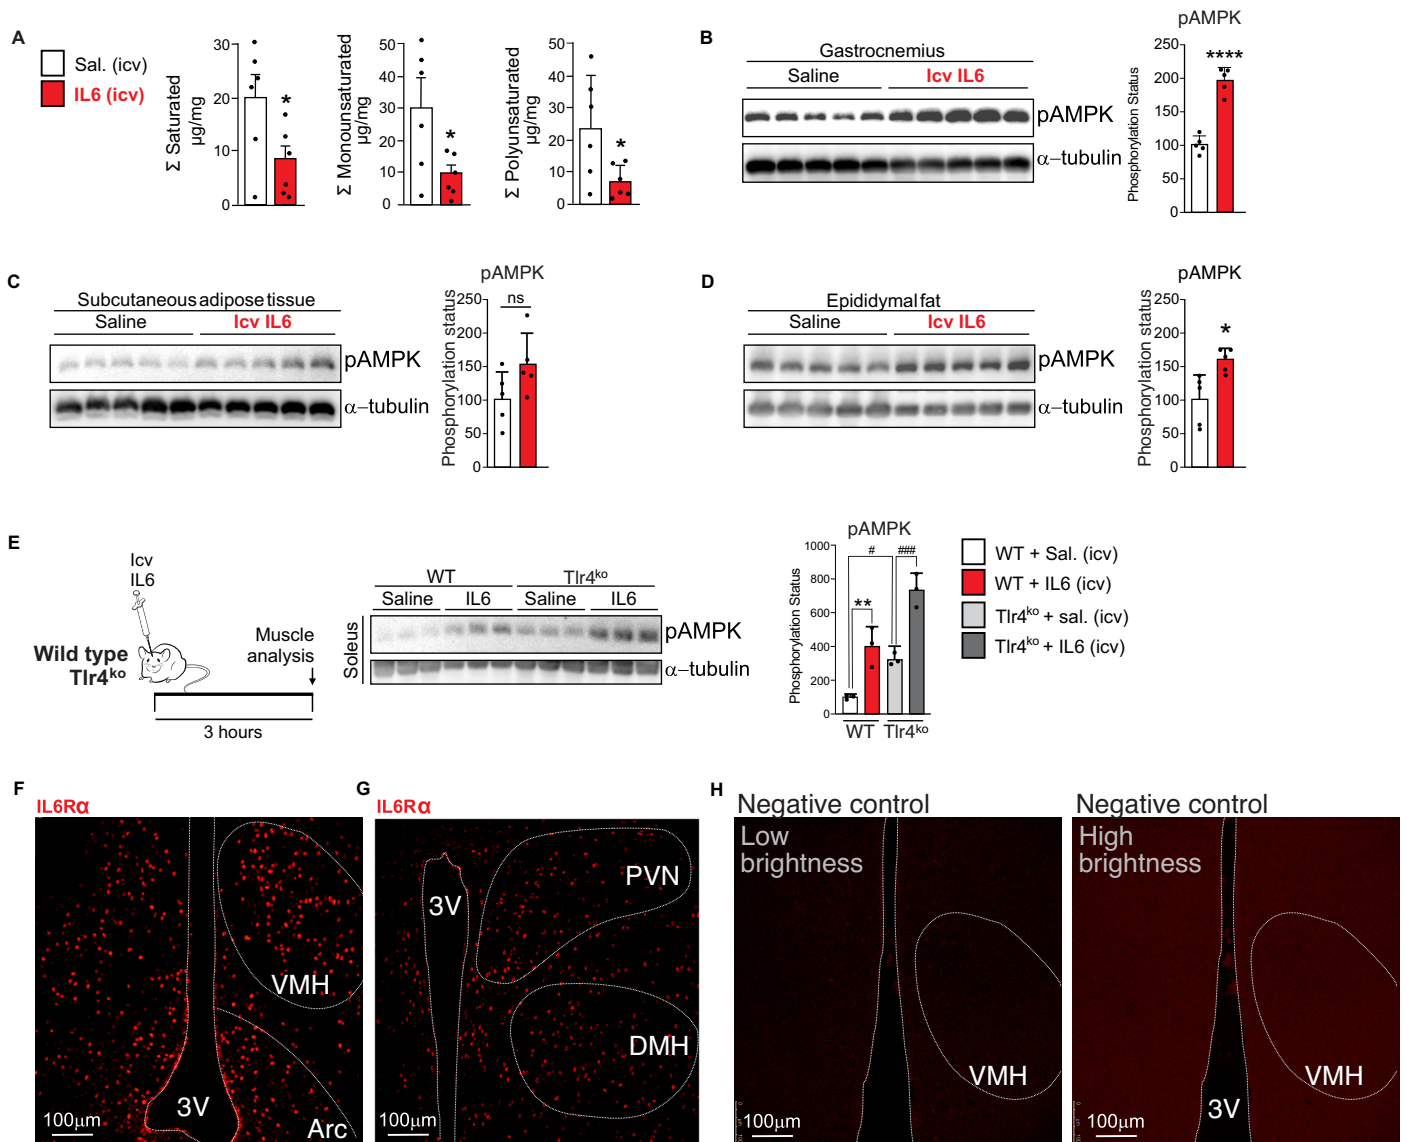 A
Sal. (icv)
IL6 (icv)
Σ Saturated
µg/mg
30
20
10
0
*
Σ Monounsaturated
µg/mg
50
40
30
20
10
0
*
Σ Polyunsaturated
µg/mg
50
40
30
20
10
0
*
B
Gastrocnemius
Saline Icv IL6
pAMPK
α−tubulin
pAMPK
Phosphorylation Status
250
200
150
100
50
0
****
C
Subcutaneous adipose tissue
Saline Icv IL6
pAMPK
α−tubulin
pAMPK
Phosphorylation status
250
200
150
100
50
0
ns
D
Epididymal fat
Saline Icv IL6
pAMPK
α−tubulin
pAMPK
Phosphorylation status
250
200
150
100
50
0
*
E
Icv
IL6
Wild type
Tlr4ko
Muscle
analysis
3 hours
WT Tlr4ko
Saline IL6 Saline IL6
Soleus
pAMPK
α−tubulin
pAMPK
Phosphorylation Status
1000
800
600
400
200
0
# ###
**
WT Tlr4ko
WT + Sal. (icv)
WT + IL6 (icv)
Tlr4ko + sal. (icv)
Tlr4ko + IL6 (icv)
F
IL6Rα
VMH
3V
Arc
100µm
G
IL6Rα
3V
PVN
DMH
100µm
H
Negative control
Low
brightness
VMH
100µm
Negative control
High
brightness
VMH
3V
100µm